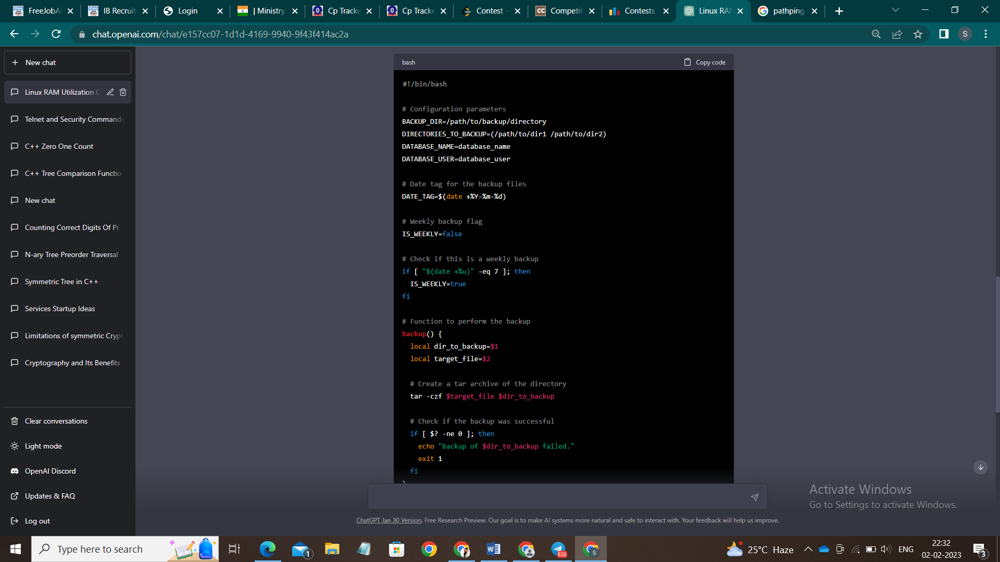 FreeJobAl
IB Recruit
Login
| Ministry
Cp Tracke
Cp Tracke
Contest -
CC
Competit
Contests
Linux RAM
pathping
chat.openai.com/chat/e157cc07-1d1d-4169-9940-9f43f414ac2a
S
New chat
Linux RAM Utilization C
Telnet and Security Commands
C++ Zero One Count
C++ Tree Comparison Functio
New chat
Counting Correct Digits Of Pi
N-ary Tree Preorder Traversal
Symmetric Tree in C++
Services Startup Ideas
Limitations of symmetric Crypt
Cryptography and Its Benefits
Clear conversations
Light mode
OpenAI Discord
Updates & FAQ
Log out
bash
Copy code
#!/bin/bash
# Configuration parameters
BACKUP_DIR=/path/to/backup/directory
DIRECTORIES_TO_BACKUP=(/path/to/dir1 /path/to/dir2)
DATABASE_NAME=database_name
DATABASE_USER=database_user
# Date tag for the backup files
DATE_TAG=$(date +%Y-%m-%d)
# Weekly backup flag
IS_WEEKLY=false
# Check if this is a weekly backup
if [ "$(date +%u)" -eq 7 ]; then
IS_WEEKLY=true
fi
# Function to perform the backup
backup() {
local dir_to_backup=$1
local target_file=$2
# Create a tar archive of the directory
tar -czf $target_file $dir_to_backup
# Check if the backup was successful
if [ $? -ne 0 ]; then
echo "Backup of $dir_to_backup failed."
exit 1
fi
}
ChatGPT Jan 30 Version. Free Research Preview. Our goal is to make AI systems more natural and safe to interact with. Your feedback will help us improve.
Activate Windows
Go to Settings to activate Windows.
Type here to search
1
826
S
25°C Haze
ENG
22:32
02-02-2023
3